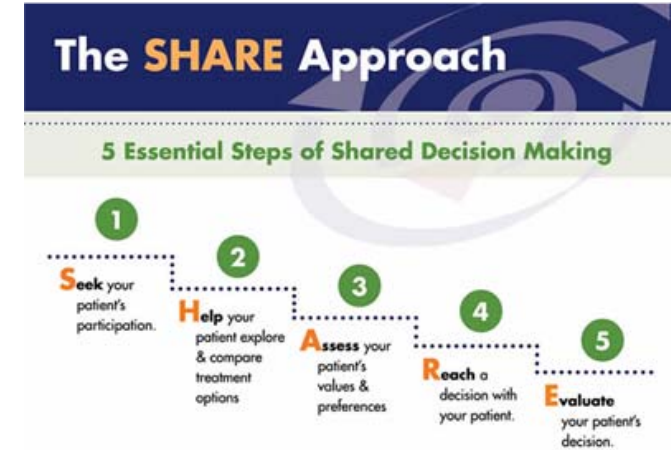 The SHARE Approach
5 Essential Steps of Shared Decision Making
1
Seek your
patient's
participation.
2
Help your
patient explore
& compare
treatment
options
3
Assess your
patient's
values &
preferences
4
Reach a
decision with
your patient.
5
Evaluate
your patient's
decision.